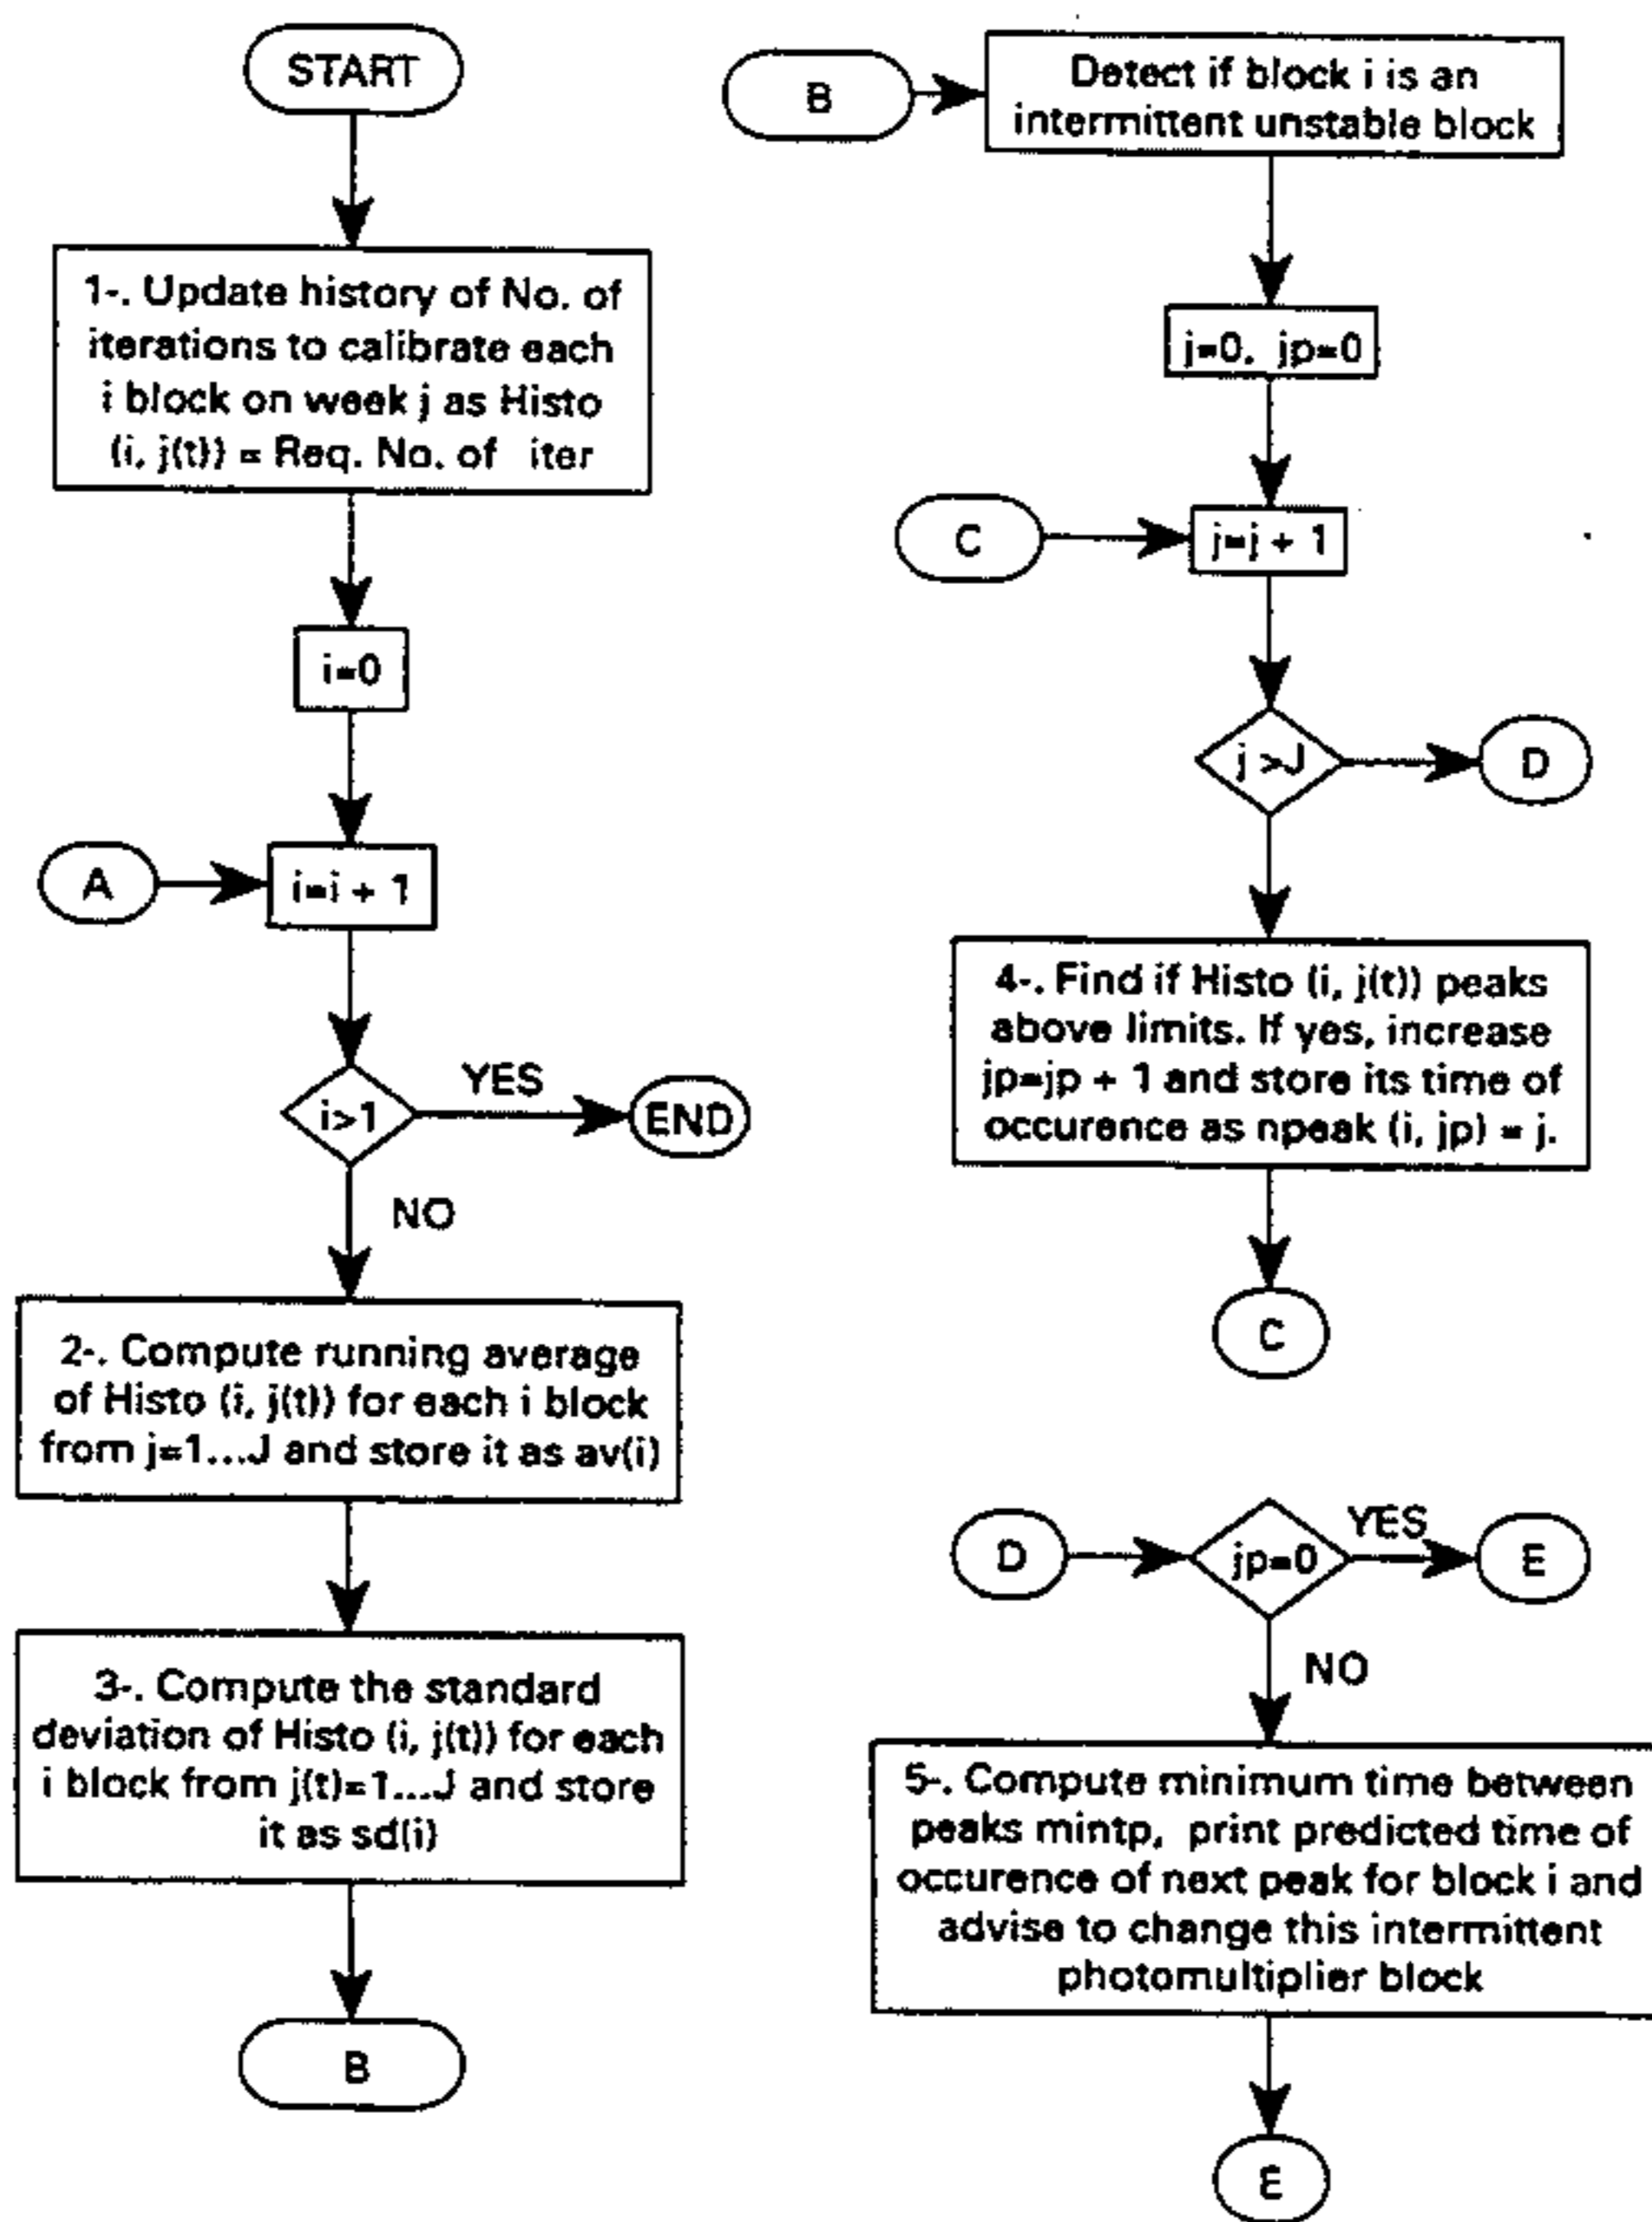 START
1-. Update history of No. of
iterations to calibrate each
i block on week j as Histo
(i, j(t)) = Req. No. of iter
i=0
A
i=i + 1
i>1
YES
END
NO
2-. Compute running average
of Histo (i, j(t)) for each i block
from j=1...J and store it as av(i)
3-. Compute the standard
deviation of Histo (i, j(t)) for each
i block from j(t)=1...J and store
it as sd(i)
B
B
Detect if block i is an
intermittent unstable block
j=0, jp=0
C
j=j + 1
j >J
D
4-. Find if Histo (i, j(t)) peaks
above limits. If yes, increase
jp=jp + 1 and store its time of
occurence as npeak (i, jp) = j.
C
D
jp=0
YES
E
NO
5-. Compute minimum time between
peaks mintp, print predicted time of
occurence of next peak for block i and
advise to change this intermittent
photomultiplier block
E